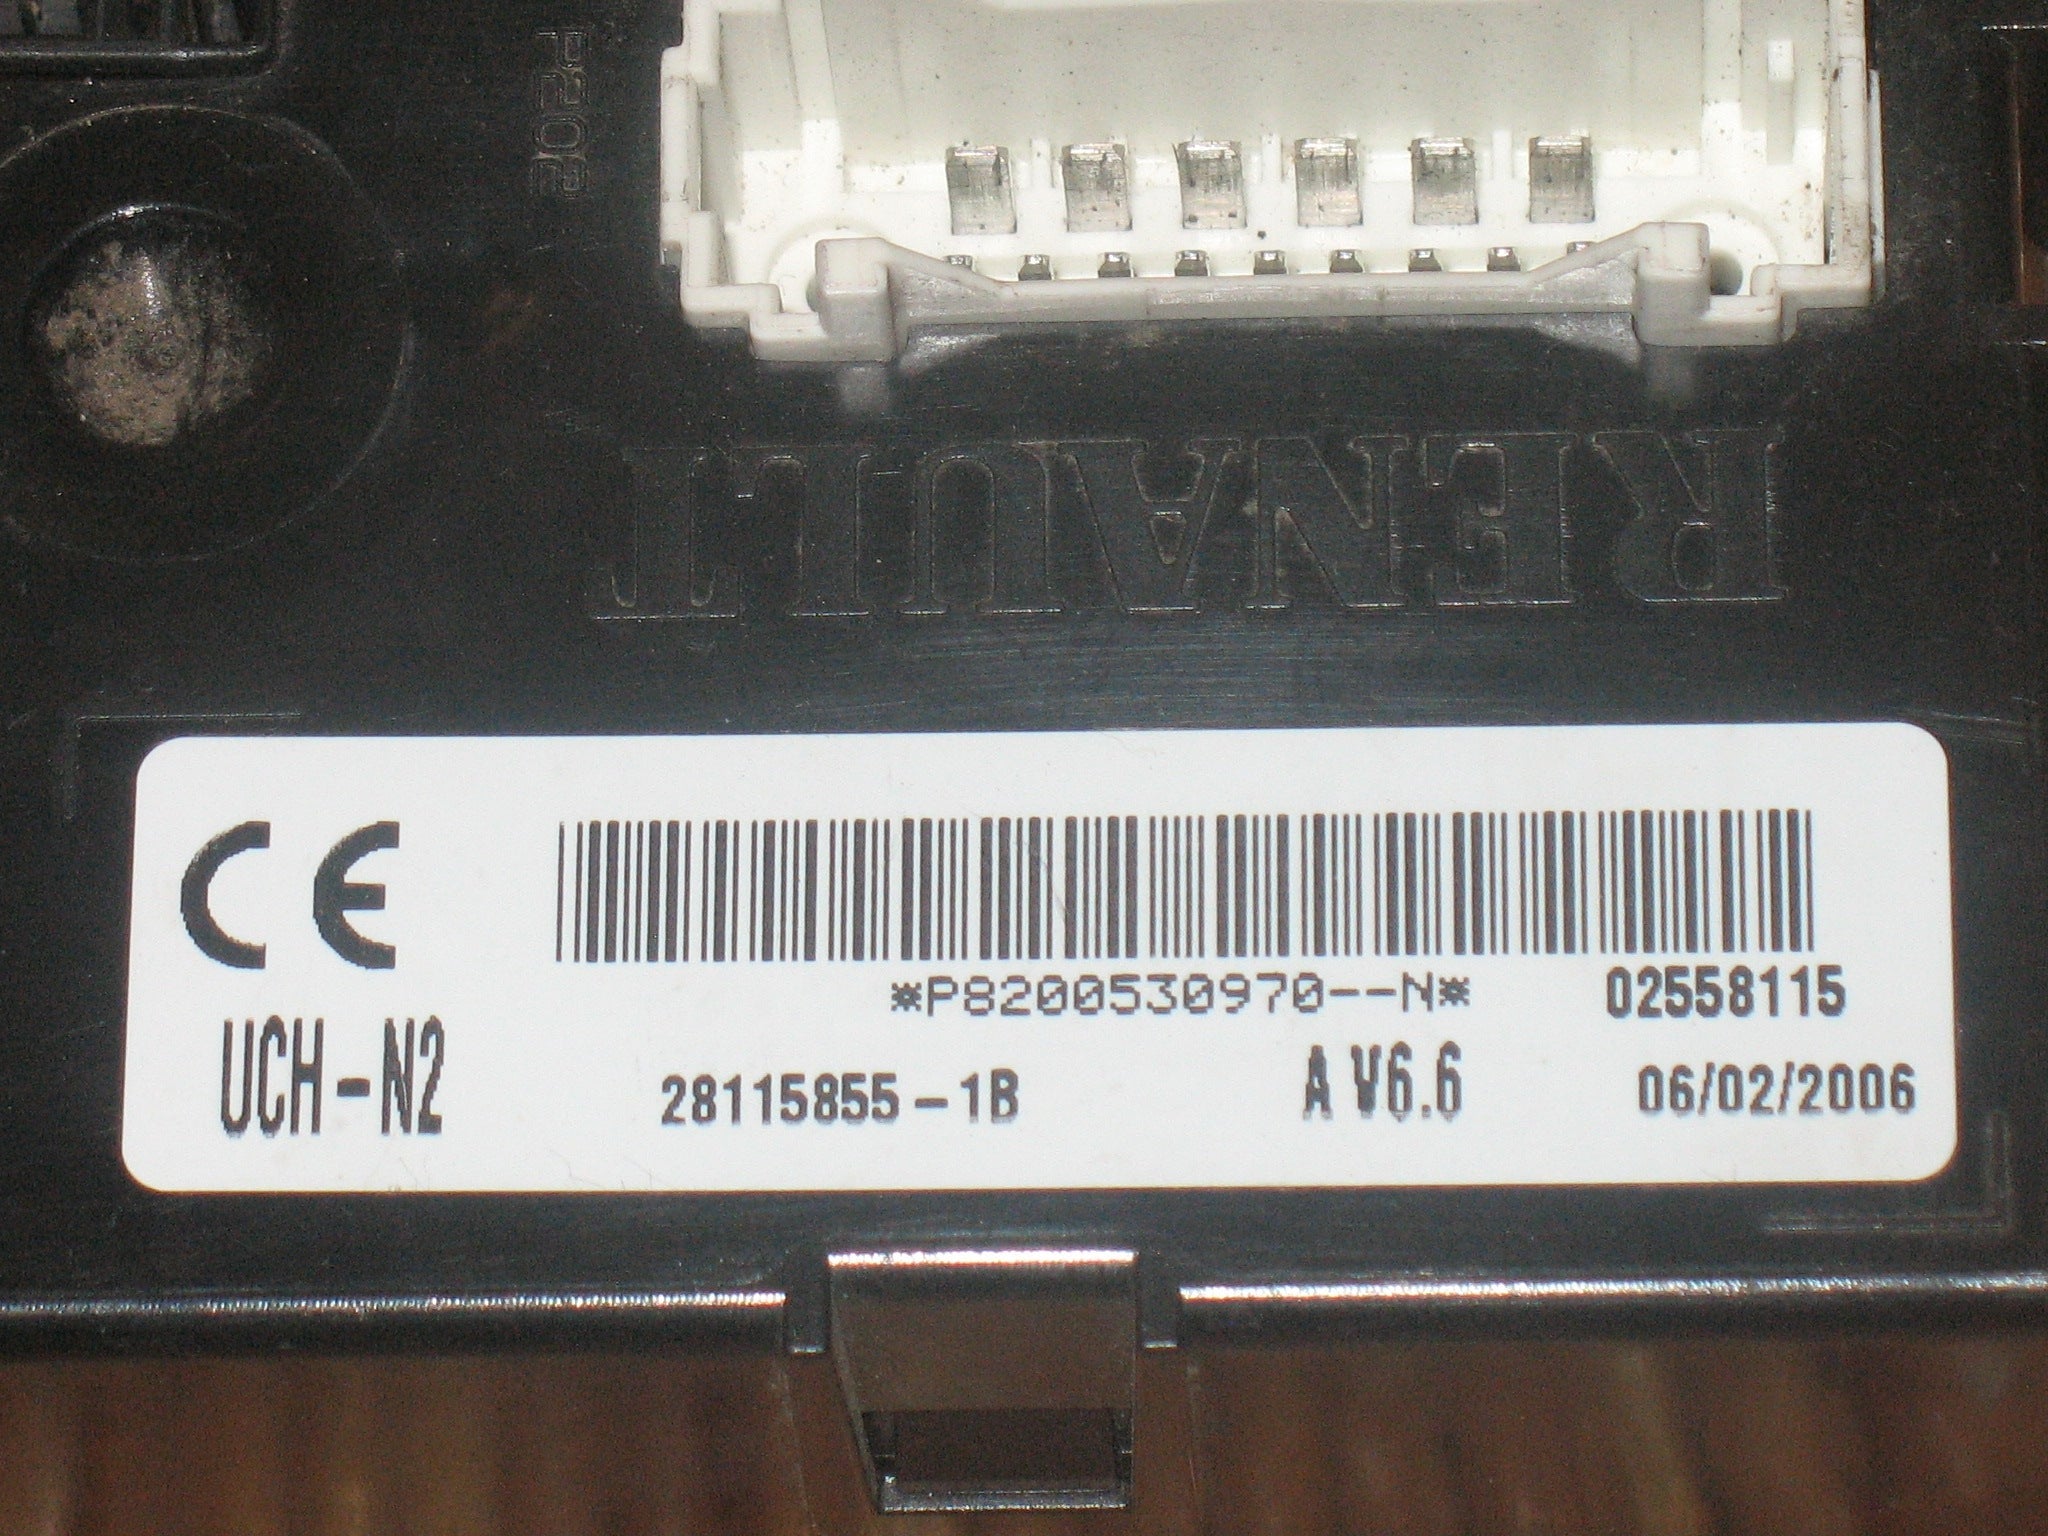 P202
RENAULT
CE
*P8200530970--N* 02558115
UCH-N2 28115855-1B A V6.6 06/02/2006